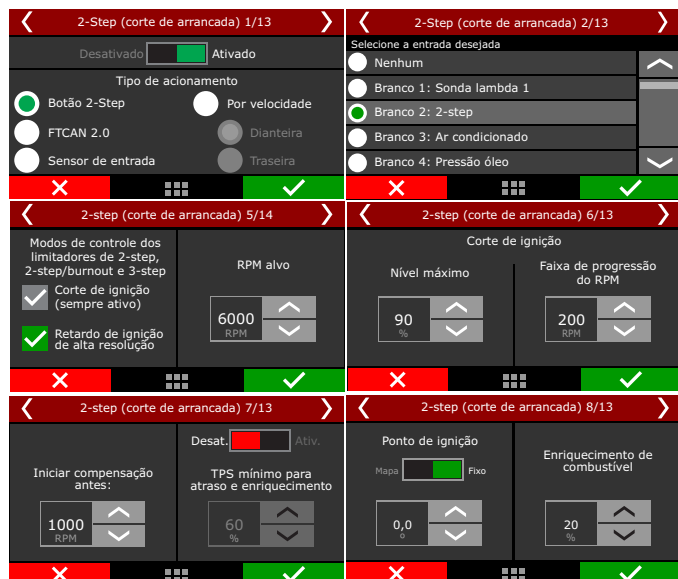 2-Step (corte de arrancada) 1/13
Desativado
Ativado
Tipo de acionamento
Botão 2-Step
Por velocidade
FTCAN 2.0
Dianteira
Sensor de entrada
Traseira
2-Step (corte de arrancada) 2/13
Selecione a entrada desejada
Nenhum
Branco 1: Sonda lambda 1
Branco 2: 2-step
Branco 3: Ar condicionado
Branco 4: Pressão óleo
2-step (corte de arrancada) 5/14
Modos de controle dos
limitadores de 2-step,
2-step/burnout e 3-step
Corte de ignição
(sempre ativo)
Retardo de ignição
de alta resolução
RPM alvo
6000
RPM
2-step (corte de arrancada) 6/13
Corte de ignição
Nível máximo
90
%
Faixa de progressão
do RPM
200
RPM
2-step (corte de arrancada) 7/13
Desat.
Ativ.
Iniciar compensação
antes:
1000
RPM
TPS mínimo para
atraso e enriquecimento
60
%
2-step (corte de arrancada) 8/13
Ponto de ignição
Mapa
Fixo
0,0
°
Enriquecimento de
combustível
20
%